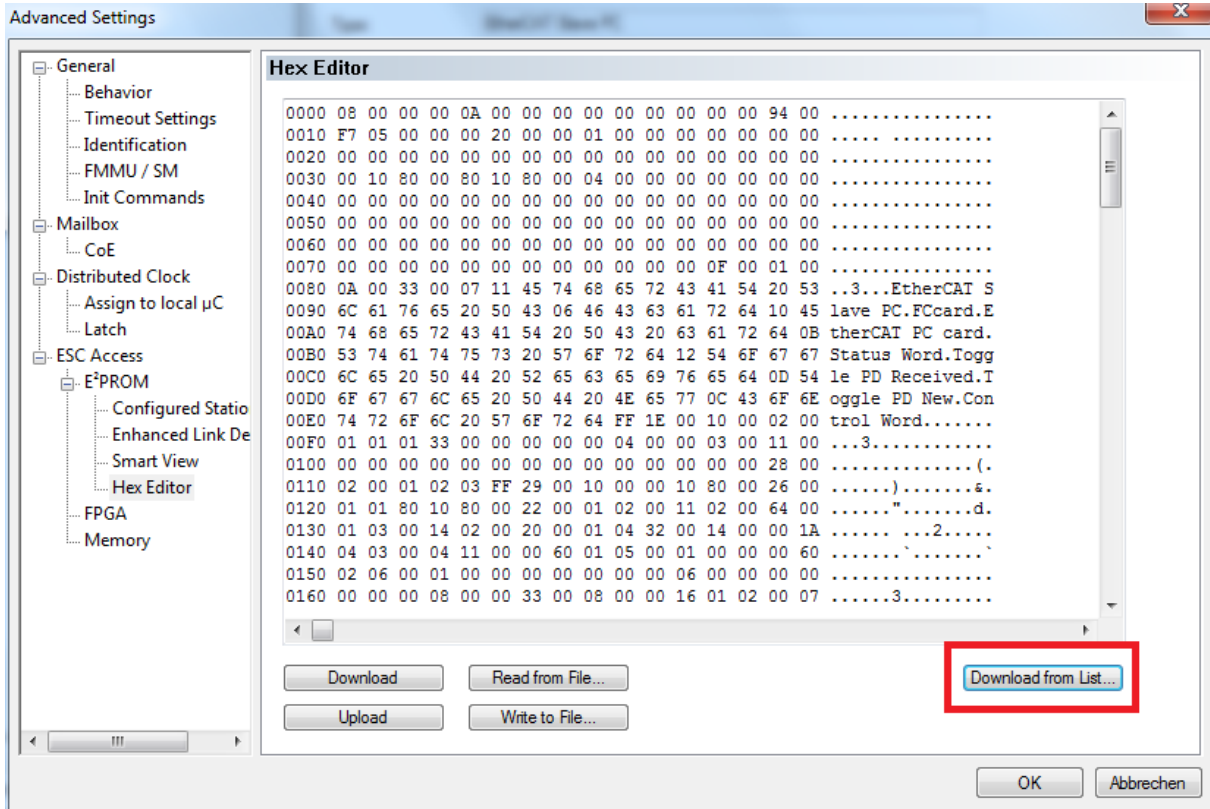 Advanced Settings
General
Behavior
Timeout Settings
Identification
FMMU / SM
Init Commands
Mailbox
CoE
Distributed Clock
Assign to local µC
Latch
ESC Access
E²PROM
Configured Statio
Enhanced Link De
Smart View
Hex Editor
FPGA
Memory
Hex Editor
0000 08 00 00 00 0A 00 00 00 00 00 00 00 00 00 94 00 ................
0010 F7 05 00 00 00 20 00 00 01 00 00 00 00 00 00 00 ..... ..........
0020 00 00 00 00 00 00 00 00 00 00 00 00 00 00 00 00 ................
0030 00 10 80 00 80 10 80 00 04 00 00 00 00 00 00 00 ................
0040 00 00 00 00 00 00 00 00 00 00 00 00 00 00 00 00 ................
0050 00 00 00 00 00 00 00 00 00 00 00 00 00 00 00 00 ................
0060 00 00 00 00 00 00 00 00 00 00 00 00 00 00 00 00 ................
0070 00 00 00 00 00 00 00 00 00 00 00 00 0F 00 01 00 ................
0080 0A 00 33 00 07 11 45 74 68 65 72 43 41 54 20 53 ..3...EtherCAT S
0090 6C 61 76 65 20 50 43 06 46 43 63 61 72 64 10 45 lave PC.FCcard.E
00A0 74 68 65 72 43 41 54 20 50 43 20 63 61 72 64 0B therCAT PC card.
00B0 53 74 61 74 75 73 20 57 6F 72 64 12 54 6F 67 67 Status Word.Togg
00C0 6C 65 20 50 44 20 52 65 63 65 69 76 65 64 0D 54 le PD Received.T
00D0 6F 67 67 6C 65 20 50 44 20 4E 65 77 0C 43 6F 6E oggle PD New.Con
00E0 74 72 6F 6C 20 57 6F 72 64 FF 1E 00 10 00 02 00 trol Word.......
00F0 01 01 01 33 00 00 00 00 00 04 00 00 03 00 11 00 ...3............
0100 00 00 00 00 00 00 00 00 00 00 00 00 00 00 28 00 ..............(.
0110 02 00 01 02 03 FF 29 00 10 00 00 10 80 00 26 00 ......).......&.
0120 01 01 80 10 80 00 22 00 01 02 00 11 02 00 64 00 ......".......d.
0130 01 03 00 14 02 00 20 00 01 04 32 00 14 00 00 1A ...... ...2.....
0140 04 03 00 04 11 00 00 60 01 05 00 01 00 00 00 60 .......`.......`
0150 02 06 00 01 00 00 00 00 00 00 06 00 00 00 00 00 ................
0160 00 00 00 08 00 00 33 00 08 00 00 16 01 02 00 07 ......3.........
Download
Read from File...
Download from List...
Upload
Write to File...
OK
Abbrechen